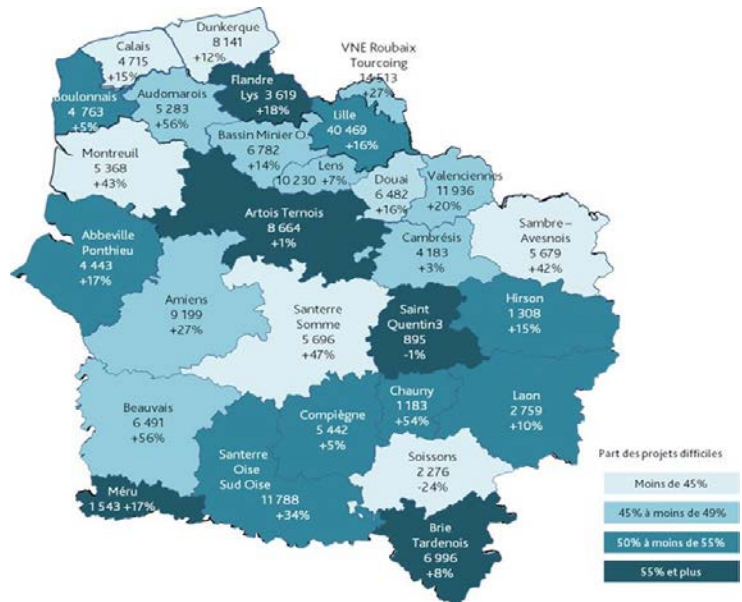 Dunkerque
8 141
+12%
Calais
4 715
+15%
VNE Roubaix
Tourcoing
14 513
+27%
Flandre
Lys 3 619
+18%
Boulonnais
4 763
+5%
Audomarois
5 283
+56%
Lille
40 469
+16%
Bassin Minier O.
6 782
+14%
Montreuil
5 368
+43%
Lens
10 230 +7%
Douai
6 482
+16%
Valenciennes
11 936
+20%
Artois Ternois
8 664
+1%
Sambre –
Avesnois
5 679
+42%
Abbeville
Ponthieu
4 443
+17%
Cambrésis
4 183
+3%
Amiens
9 199
+27%
Santerre
Somme
5 696
+47%
Saint
Quentin3
895
-1%
Hirson
1 308
+15%
Beauvais
6 491
+56%
Compiègne
5 442
+5%
Chauny
1 183
+54%
Laon
2 759
+10%
Santerre
Oise
Sud Oise
11 788
+34%
Soissons
2 276
-24%
Méru
1 543 +17%
Brie
Tardenois
6 996
+8%
Part des projets difficiles
Moins de 45%
45% à moins de 49%
50% à moins de 55%
55% et plus